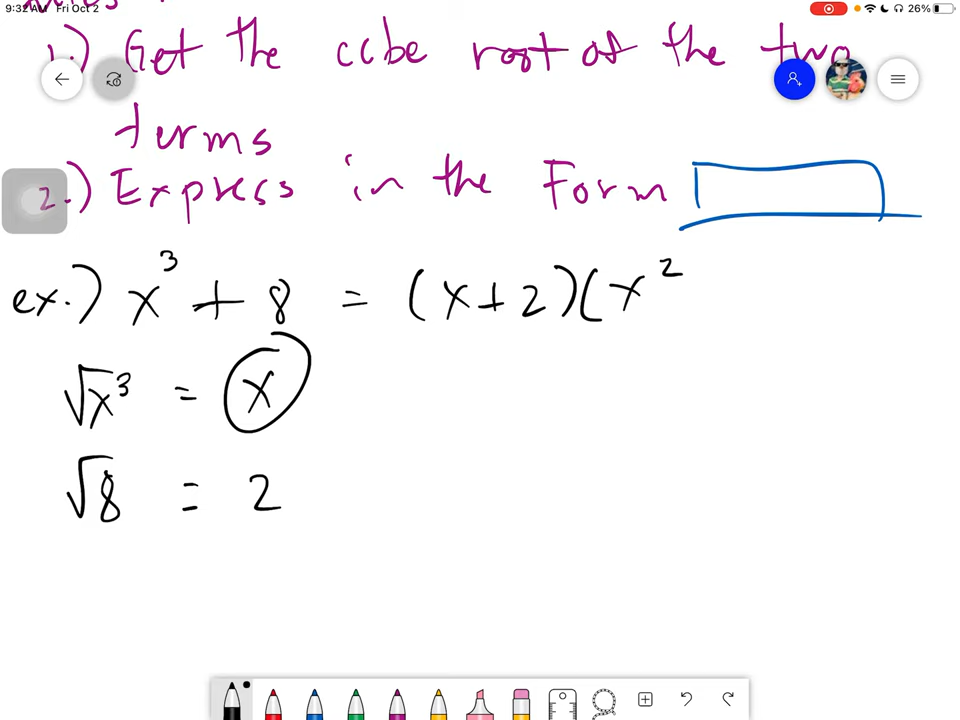 9:32 AM Fri Oct 2 26%
1.) Get the cube root of the two
terms
2.) Express in the Form
ex.) x³ + 8 = (x+2)(x²
√x³ = x
√8 = 2